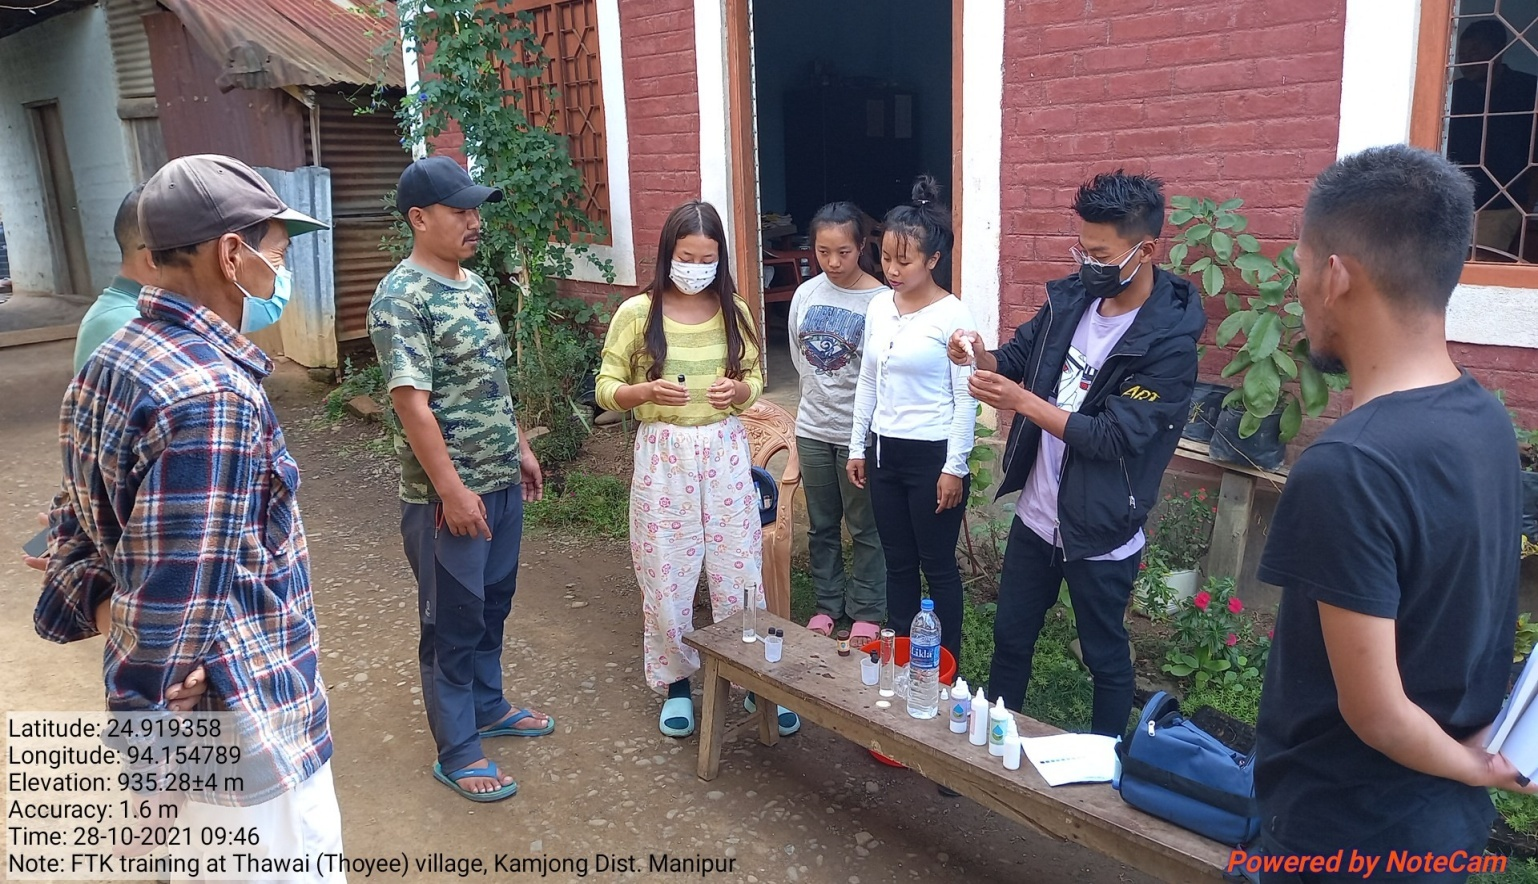 Likla
Latitude: 24.919358
Longitude: 94.154789
Elevation: 935.28±4 m
Accuracy: 1.6 m
Time: 28-10-2021 09:46
Note: FTK training at Thawai (Thoyee) village, Kamjong Dist. Manipur
Powered by NoteCam